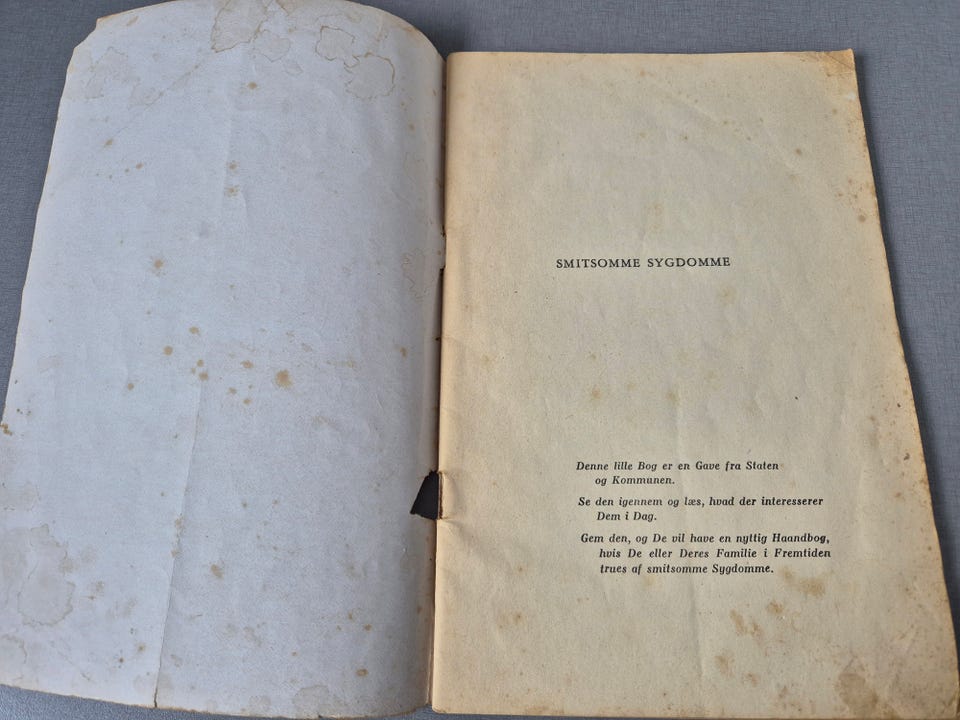 SMITSOMME SYGDOMME
Denne lille Bog er en Gave fra Staten
og Kommunen.
Se den igennem og læs, hvad der interesserer
Dem i Dag.
Gem den, og De vil have en nyttig Haandbog,
hvis De eller Deres Familie i Fremtiden
trues af smitsomme Sygdomme.